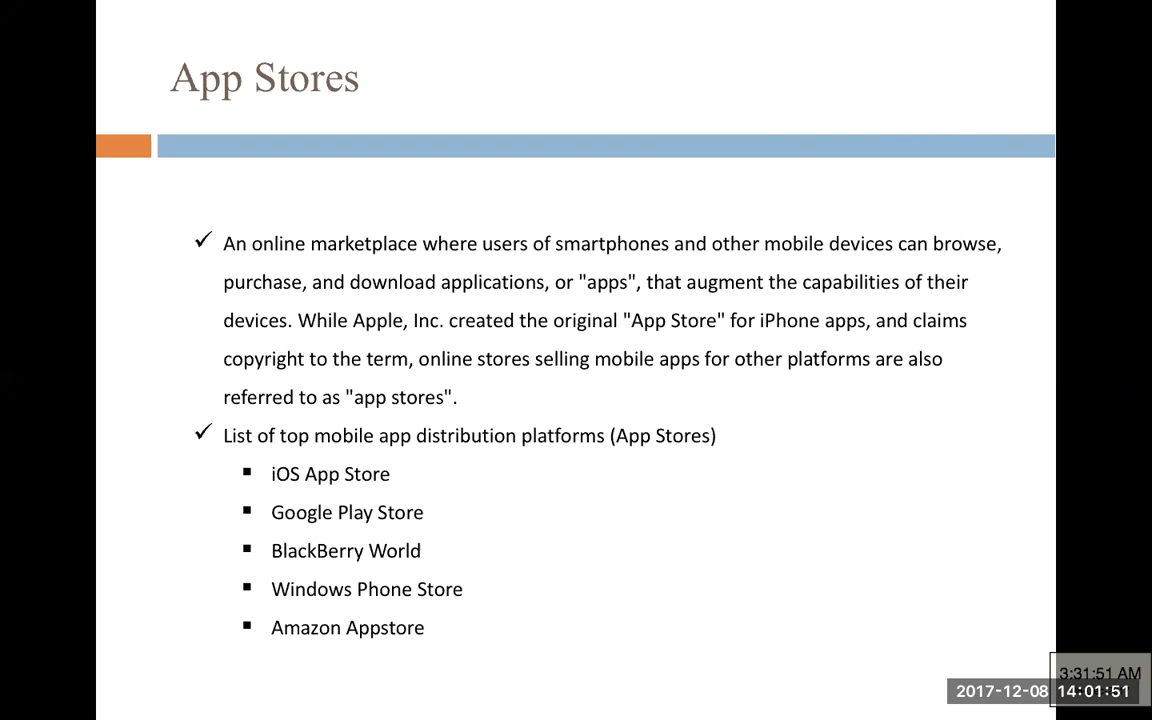 App Stores
✓ An online marketplace where users of smartphones and other mobile devices can browse,
purchase, and download applications, or "apps", that augment the capabilities of their
devices. While Apple, Inc. created the original "App Store" for iPhone apps, and claims
copyright to the term, online stores selling mobile apps for other platforms are also
referred to as "app stores".
✓ List of top mobile app distribution platforms (App Stores)
▪ iOS App Store
▪ Google Play Store
▪ BlackBerry World
▪ Windows Phone Store
▪ Amazon Appstore
3:31:51 AM
2017-12-08 14:01:51